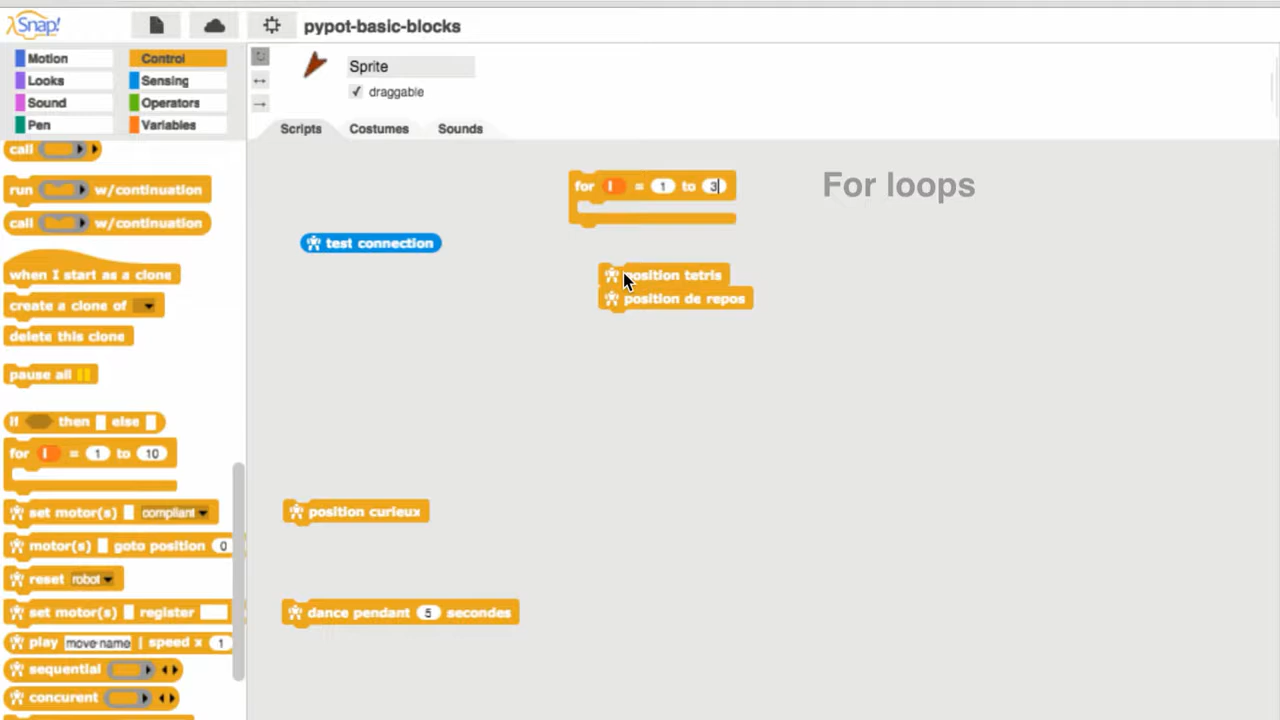 Snap!
pypot-basic-blocks
Motion
Control
Looks
Sensing
Sound
Operators
Pen
Variables
Sprite
draggable
Scripts
Costumes
Sounds
call
run w/continuation
call w/continuation
when I start as a clone
create a clone of
delete this clone
pause all
if then else
for i = 1 to 10
set motor(s) compliant
motor(s) goto position 0
reset robot
set motor(s) register
play move name | speed x 1
sequential
concurent
for i = 1 to 3
For loops
test connection
position tetris
position de repos
position curieux
dance pendant 5 secondes